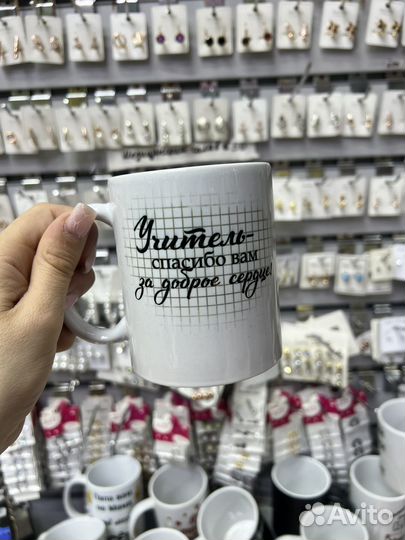 Учитель-
спасибо вам
за доброе сердце!
Avito